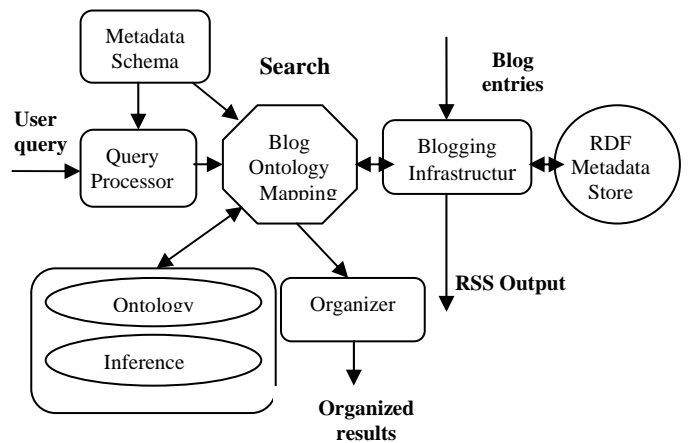 Metadata
Schema
Search
Blog
entries
User
query
Query
Processor
Blog
Ontology
Mapping
Blogging
Infrastructur
RDF
Metadata
Store
Ontology
Inference
Organizer
RSS Output
Organized
results